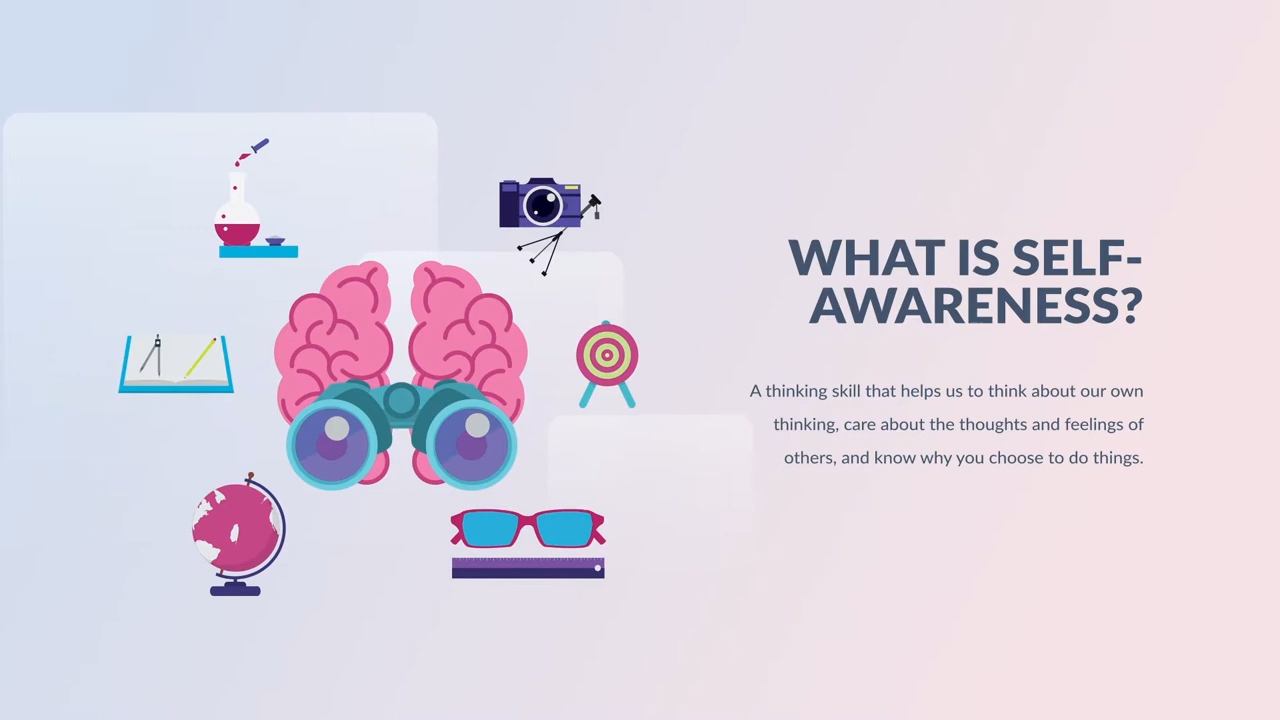 WHAT IS SELF-
AWARENESS?
A thinking skill that helps us to think about our own
thinking, care about the thoughts and feelings of
others, and know why you choose to do things.